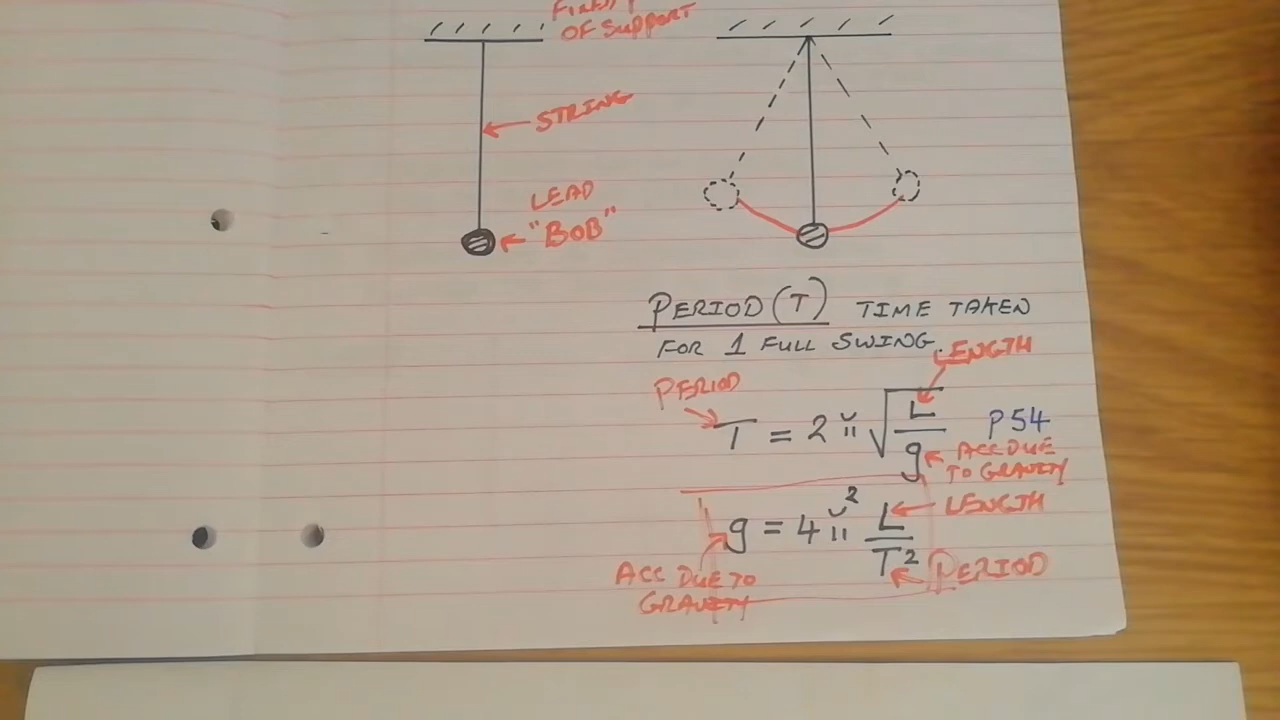 OF SUPPORT
STRING
LEAD
"BOB"
PERIOD (T) TIME TAKEN
FOR 1 FULL SWING.
LENGTH
PERIOD
T = 2π√(L/g) P54
ACC DUE
TO GRAVITY
g = 4π² L/T²
LENGTH
PERIOD
ACC DUE TO
GRAVITY